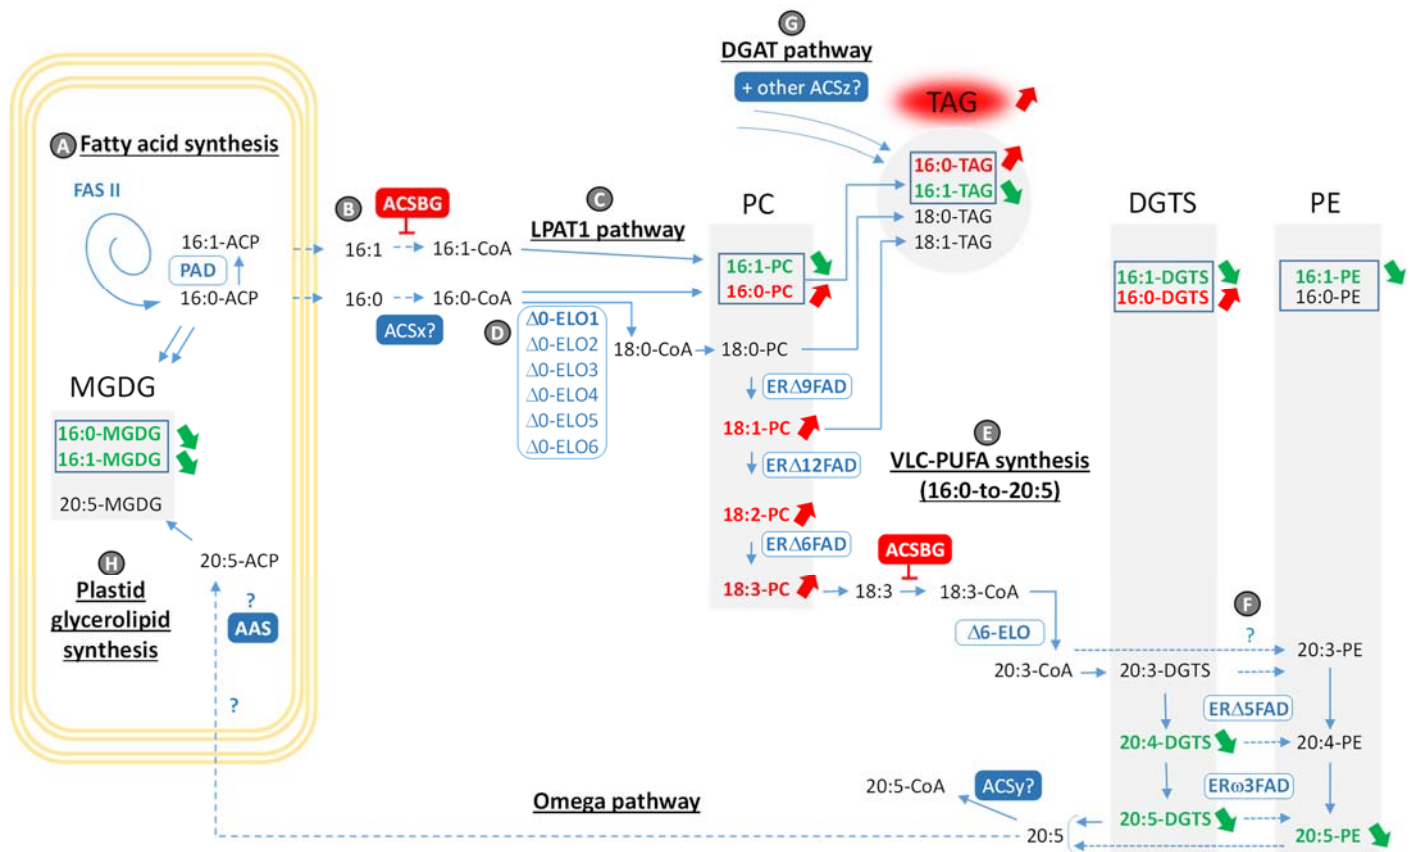 G
DGAT pathway
+ other ACSz?
TAG
A Fatty acid synthesis
FAS II
16:1-ACP
PAD
16:0-ACP
MGDG
16:0-MGDG
16:1-MGDG
20:5-MGDG
20:5-ACP
H
Plastid
glycerolipid
synthesis
?
AAS
?
B
ACSBG
16:1
16:1-CoA
16:0
16:0-CoA
ACSx?
C
LPAT1 pathway
D
Δ0-ELO1
Δ0-ELO2
Δ0-ELO3
Δ0-ELO4
Δ0-ELO5
Δ0-ELO6
18:0-CoA
PC
16:1-PC
16:0-PC
18:0-PC
ERΔ9FAD
18:1-PC
ERΔ12FAD
18:2-PC
ERΔ6FAD
18:3-PC
16:0-TAG
16:1-TAG
18:0-TAG
18:1-TAG
E
VLC-PUFA synthesis
(16:0-to-20:5)
ACSBG
18:3
18:3-CoA
Δ6-ELO
20:3-CoA
DGTS
16:1-DGTS
16:0-DGTS
20:3-DGTS
20:4-DGTS
20:5-DGTS
F
?
ERΔ5FAD
ERω3FAD
PE
16:1-PE
16:0-PE
20:3-PE
20:4-PE
20:5-PE
20:5-CoA
ACSy?
20:5
Omega pathway